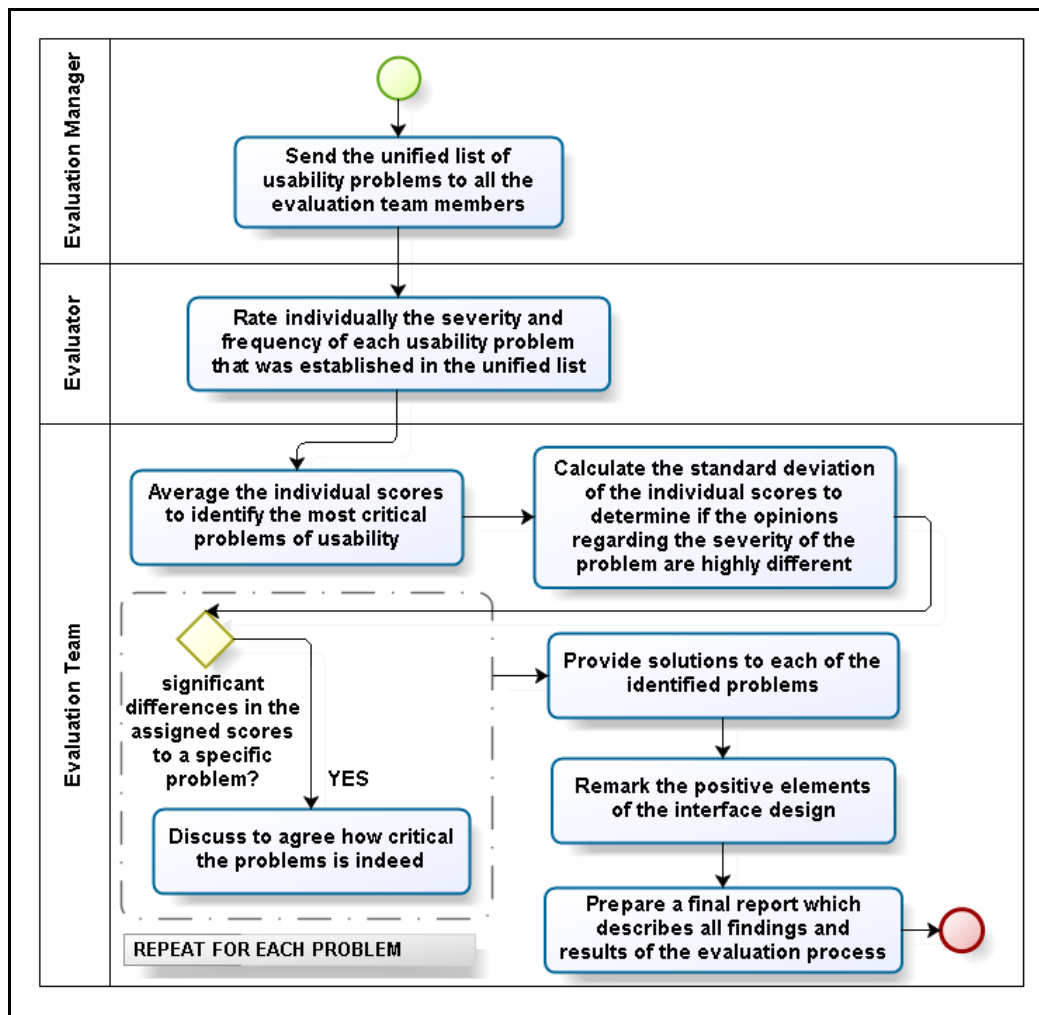 Evaluation Manager
Send the unified list of
usability problems to all the
evaluation team members
Evaluator
Rate individually the severity and
frequency of each usability problem
that was established in the unified list
Evaluation Team
Average the individual scores
to identify the most critical
problems of usability
Calculate the standard deviation
of the individual scores to
determine if the opinions
regarding the severity of the
problem are highly different
significant
differences in the
assigned scores
to a specific
problem?
YES
Discuss to agree how critical
the problems is indeed
REPEAT FOR EACH PROBLEM
Provide solutions to each of the
identified problems
Remark the positive elements
of the interface design
Prepare a final report which
describes all findings and
results of the evaluation process